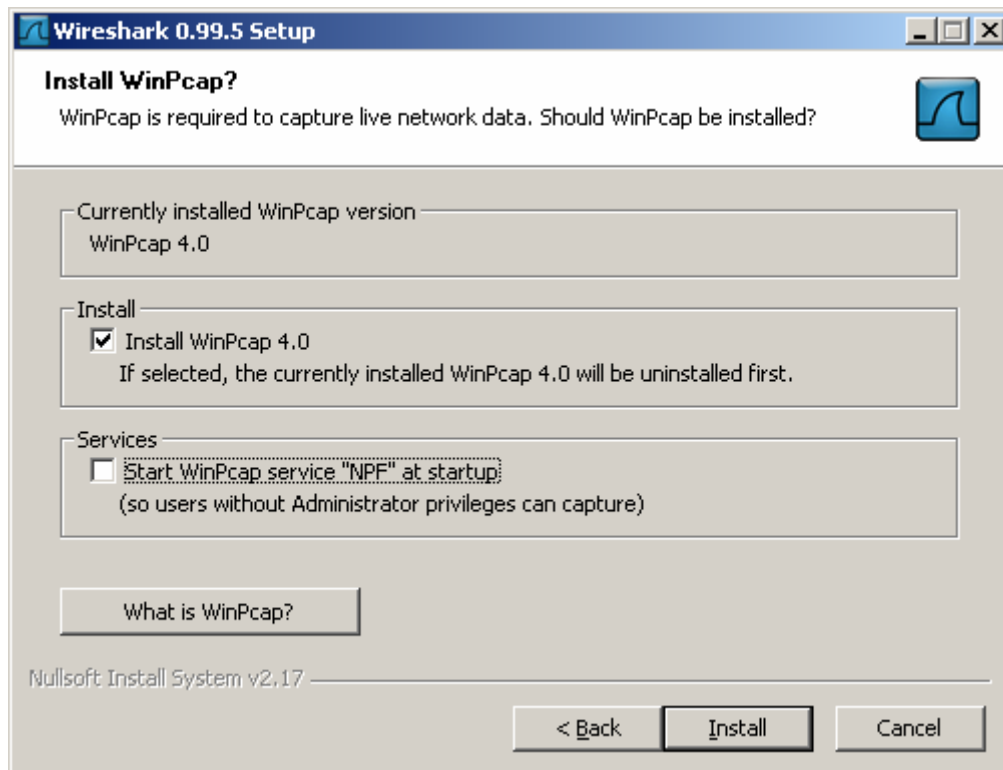 Wireshark 0.99.5 Setup
Install WinPcap?
WinPcap is required to capture live network data. Should WinPcap be installed?
Currently installed WinPcap version
WinPcap 4.0
Install
Install WinPcap 4.0
If selected, the currently installed WinPcap 4.0 will be uninstalled first.
Services
Start WinPcap service "NPF" at startup
(so users without Administrator privileges can capture)
What is WinPcap?
Nullsoft Install System v2.17
< Back Install Cancel